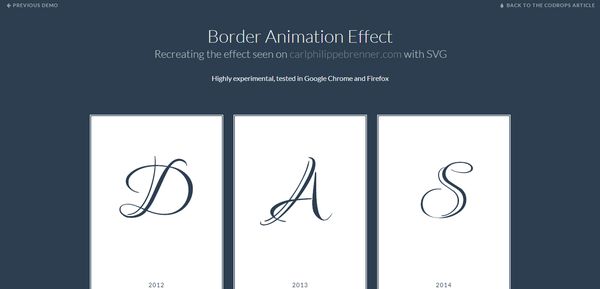 PREVIOUS DEMO
BACK TO THE CODROPS ARTICLE
Border Animation Effect
Recreating the effect seen on carlphilippebrenner.com with SVG
Highly experimental, tested in Google Chrome and Firefox
D A S
2012 2013 2014